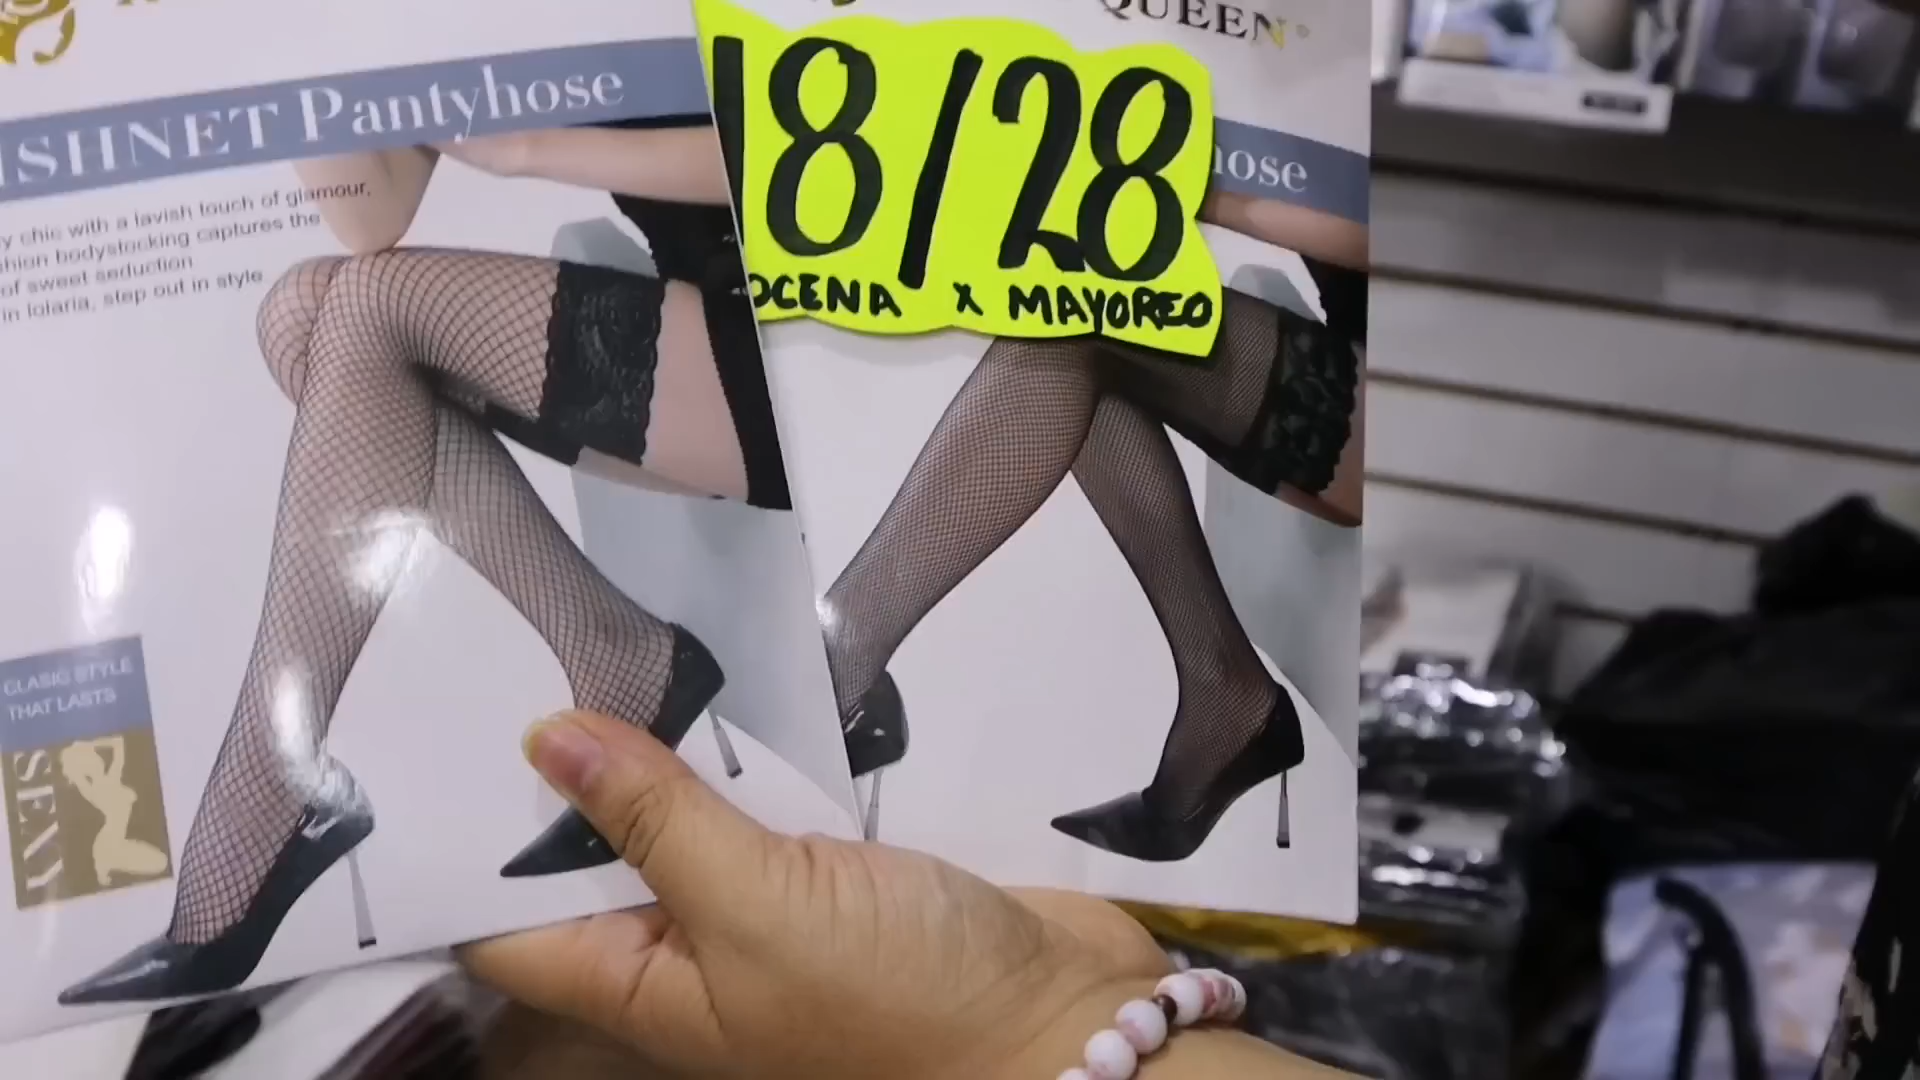 QUEEN
ISHNET Pantyhose
y chic with a lavish touch of glamour,
shion bodystocking captures the
of sweet seduction
in lolaria, step out in style
CLASIC STYLE
THAT LASTS
SEXY
18/28
OCENA x MAYOREO
hose